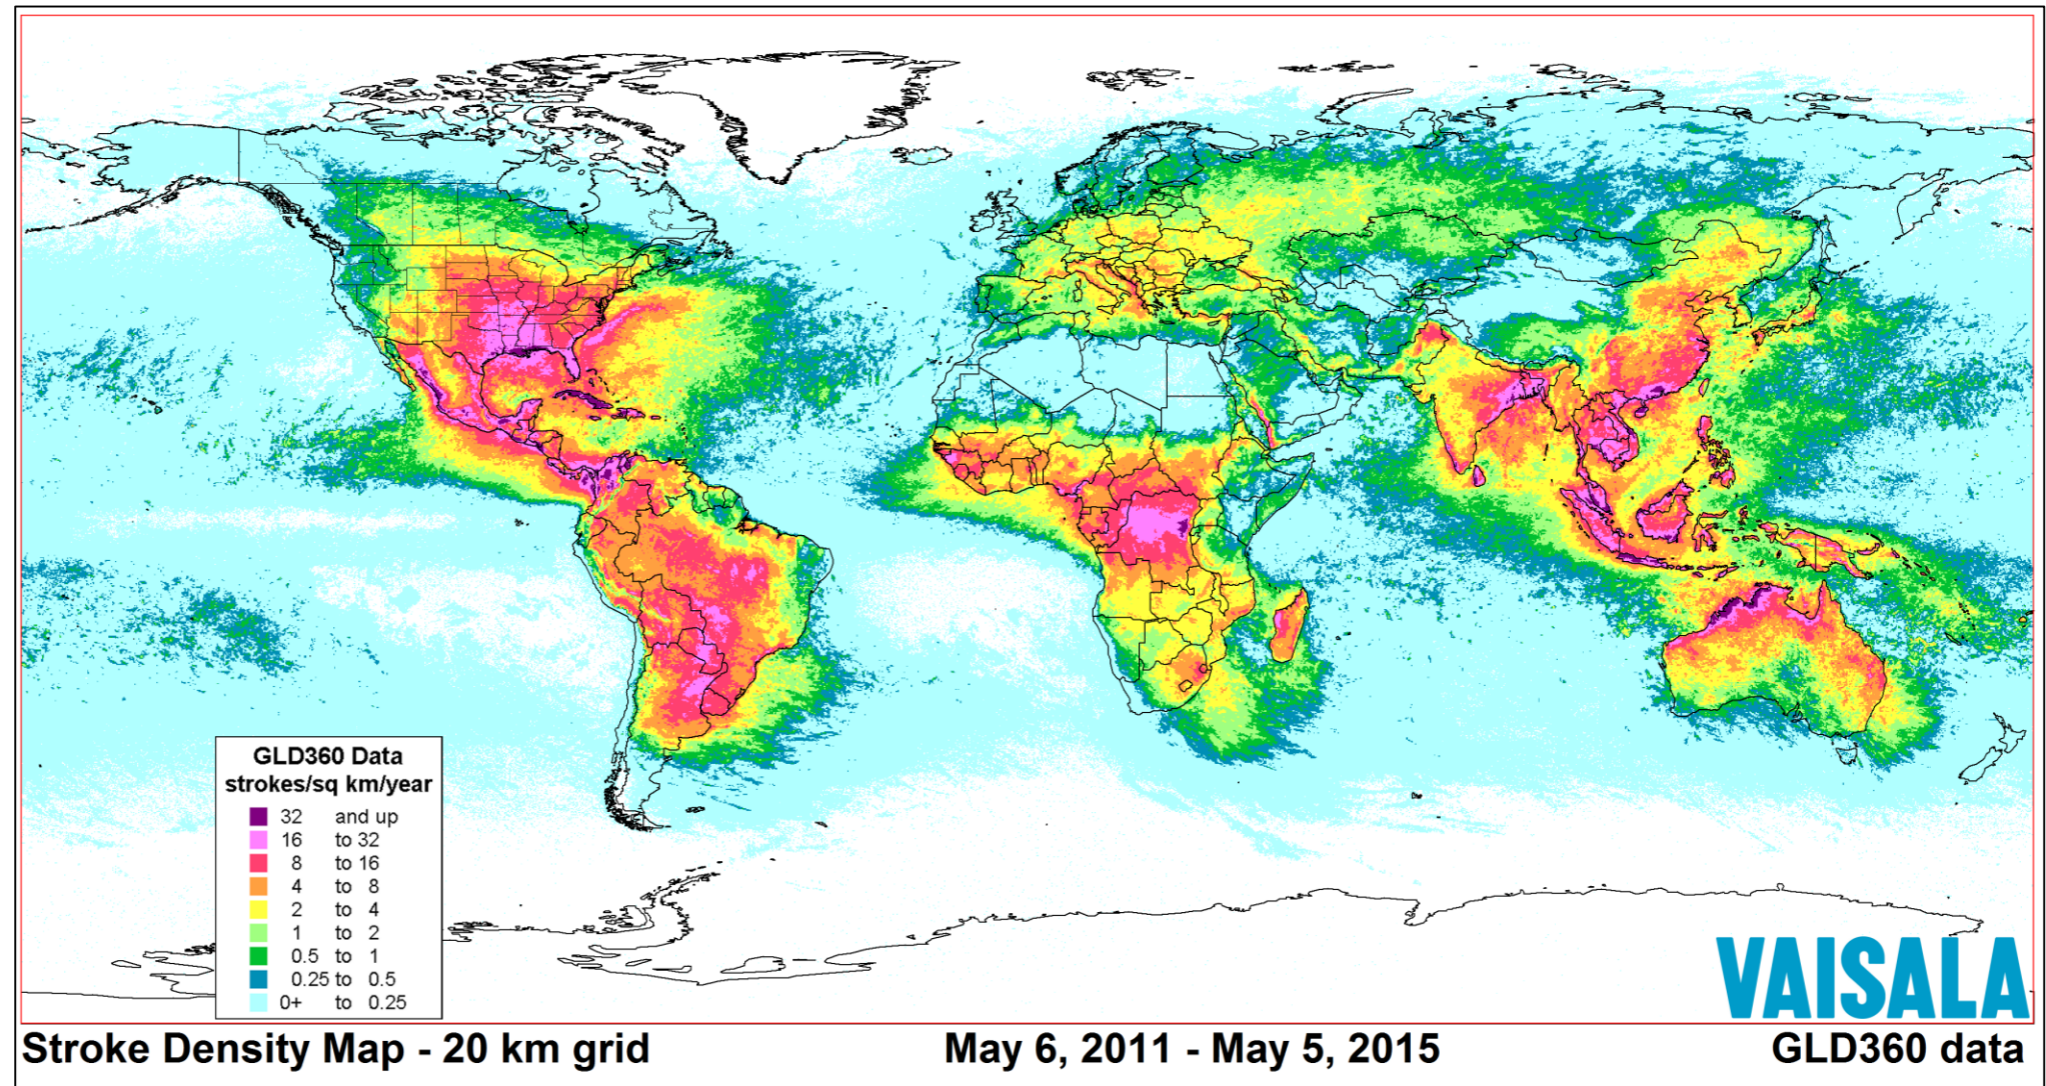 GLD360 Data
strokes/sq km/year
32 and up
16 to 32
8 to 16
4 to 8
2 to 4
1 to 2
0.5 to 1
0.25 to 0.5
0+ to 0.25
VAISALA
Stroke Density Map - 20 km grid May 6, 2011 - May 5, 2015 GLD360 data